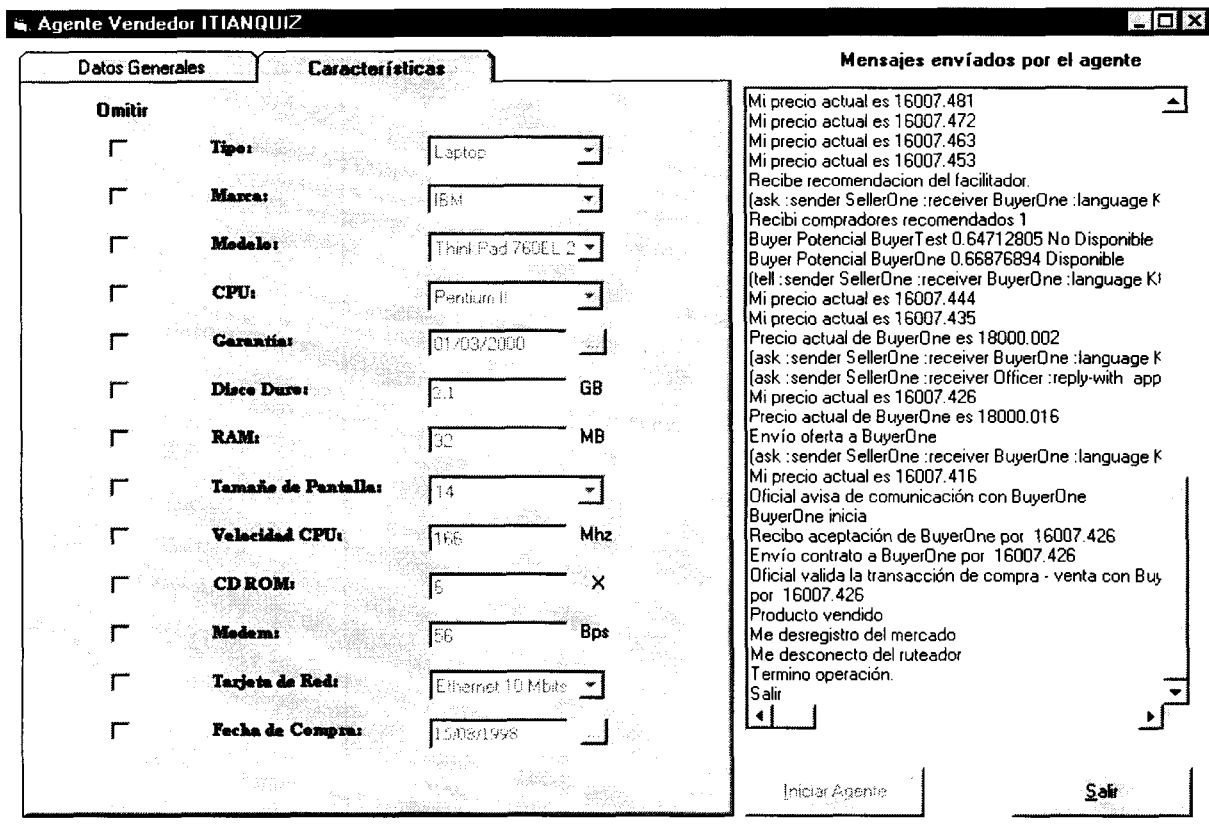 Agente Vendedor ITIANQUIZ
Datos Generales
Características
Omitir
Tipo: Laptop
Marca: IBM
Modelo: Think Pad 760EL 2
CPU: Pentium II
Garantía: 01/03/2000 ...
Disco Duro: 2.1 GB
RAM: 32 MB
Tamaño de Pantalla: 14
Velocidad CPU: 166 Mhz
CD ROM: 6 X
Modem: 56 Bps
Tarjeta de Red: Ethernet 10 Mbits
Fecha de Compra: 15/08/1998 ...
Mensajes envíados por el agente
Mi precio actual es 16007.481
Mi precio actual es 16007.472
Mi precio actual es 16007.463
Mi precio actual es 16007.453
Recibe recomendacion del facilitador.
(ask :sender SellerOne :receiver BuyerOne :language K
Recibi compradores recomendados 1
Buyer Potencial BuyerTest 0.64712805 No Disponible
Buyer Potencial BuyerOne 0.66876894 Disponible
(tell :sender SellerOne :receiver BuyerOne :language K
Mi precio actual es 16007.444
Mi precio actual es 16007.435
Precio actual de BuyerOne es 18000.002
(ask :sender SellerOne :receiver BuyerOne :language K
(ask :sender SellerOne :receiver Officer :reply-with app
Mi precio actual es 16007.426
Precio actual de BuyerOne es 18000.016
Envío oferta a BuyerOne
(ask :sender SellerOne :receiver BuyerOne :language K
Mi precio actual es 16007.416
Oficial avisa de comunicación con BuyerOne
BuyerOne inicia
Recibo aceptación de BuyerOne por 16007.426
Envío contrato a BuyerOne por 16007.426
Oficial valida la transacción de compra - venta con Buy
por 16007.426
Producto vendido
Me desregistro del mercado
Me desconecto del ruteador
Termino operación.
Salir
Iniciar Agente
Salir